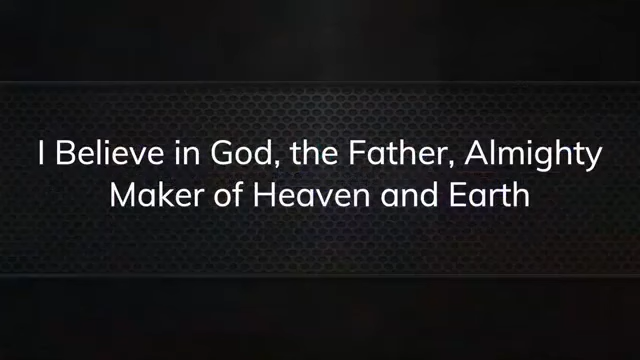 I Believe in God, the Father, Almighty
Maker of Heaven and Earth